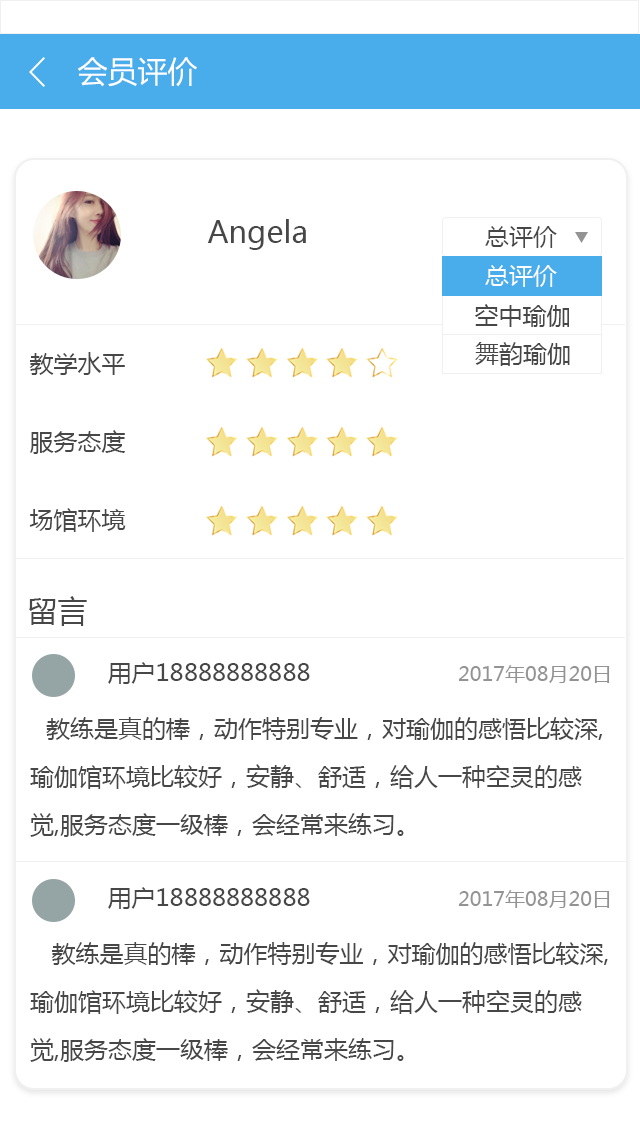 会员评价
Angela
总评价
总评价
空中瑜伽
舞韵瑜伽
教学水平
服务态度
场馆环境
留言
用户18888888888 2017年08月20日
教练是真的棒，动作特别专业，对瑜伽的感悟比较深,
瑜伽馆环境比较好，安静、舒适，给人一种空灵的感
觉,服务态度一级棒，会经常来练习。
用户18888888888 2017年08月20日
教练是真的棒，动作特别专业，对瑜伽的感悟比较深,
瑜伽馆环境比较好，安静、舒适，给人一种空灵的感
觉,服务态度一级棒，会经常来练习。